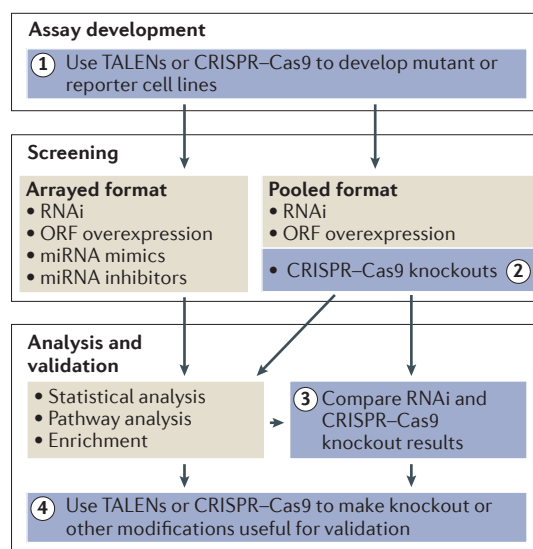 Assay development
1 Use TALENs or CRISPR–Cas9 to develop mutant or
reporter cell lines
Screening
Arrayed format
• RNAi
• ORF overexpression
• miRNA mimics
• miRNA inhibitors
Pooled format
• RNAi
• ORF overexpression
• CRISPR–Cas9 knockouts 2
Analysis and
validation
• Statistical analysis
• Pathway analysis
• Enrichment
3 Compare RNAi and
CRISPR–Cas9
knockout results
4 Use TALENs or CRISPR–Cas9 to make knockout or
other modifications useful for validation